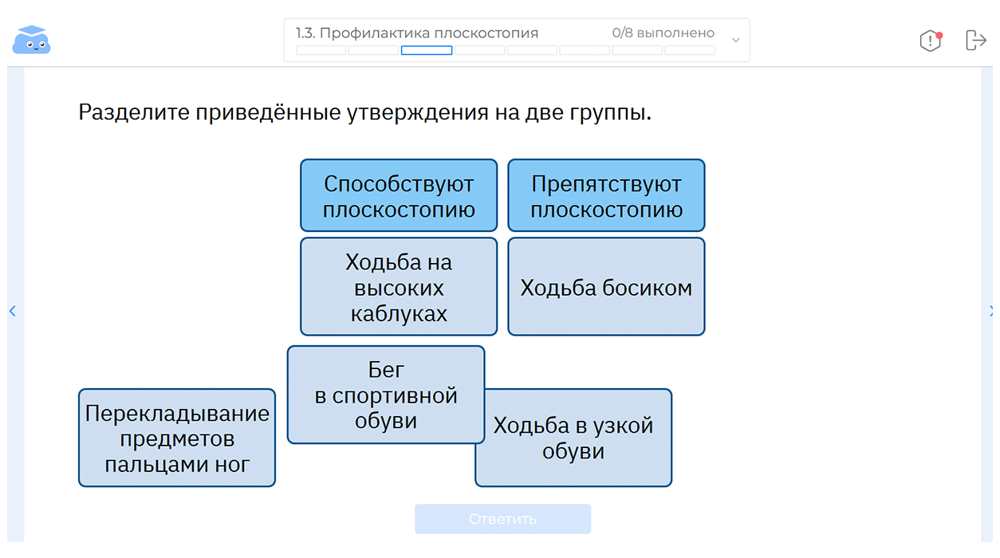 1.3. Профилактика плоскостопия
0/8 выполнено
Разделите приведённые утверждения на две группы.
Способствуют
плоскостопию
Препятствуют
плоскостопию
Ходьба на
высоких
каблуках
Ходьба босиком
Бег
в спортивной
обуви
Перекладывание
предметов
пальцами ног
Ходьба в узкой
обуви
Ответить